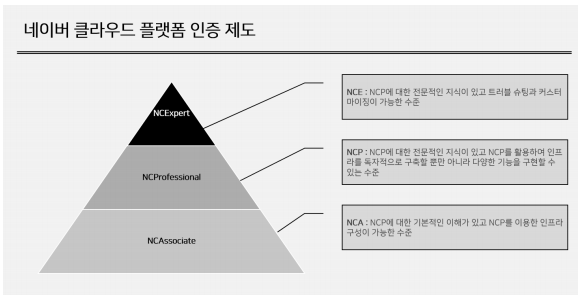 네이버 클라우드 플랫폼 인증 제도
NCExpert
NCE : NCP에 대한 전문적인 지식이 있고 트러블 슈팅과 커스터
마이징이 가능한 수준
NCProfessional
NCP : NCP에 대한 전문적인 지식이 있고 NCP를 활용하여 인프
라를 독자적으로 구축할 뿐만 아니라 다양한 기능을 구현할 수
있는 수준
NCAssociate
NCA : NCP에 대한 기본적인 이해가 있고 NCP를 이용한 인프라
구성이 가능한 수준